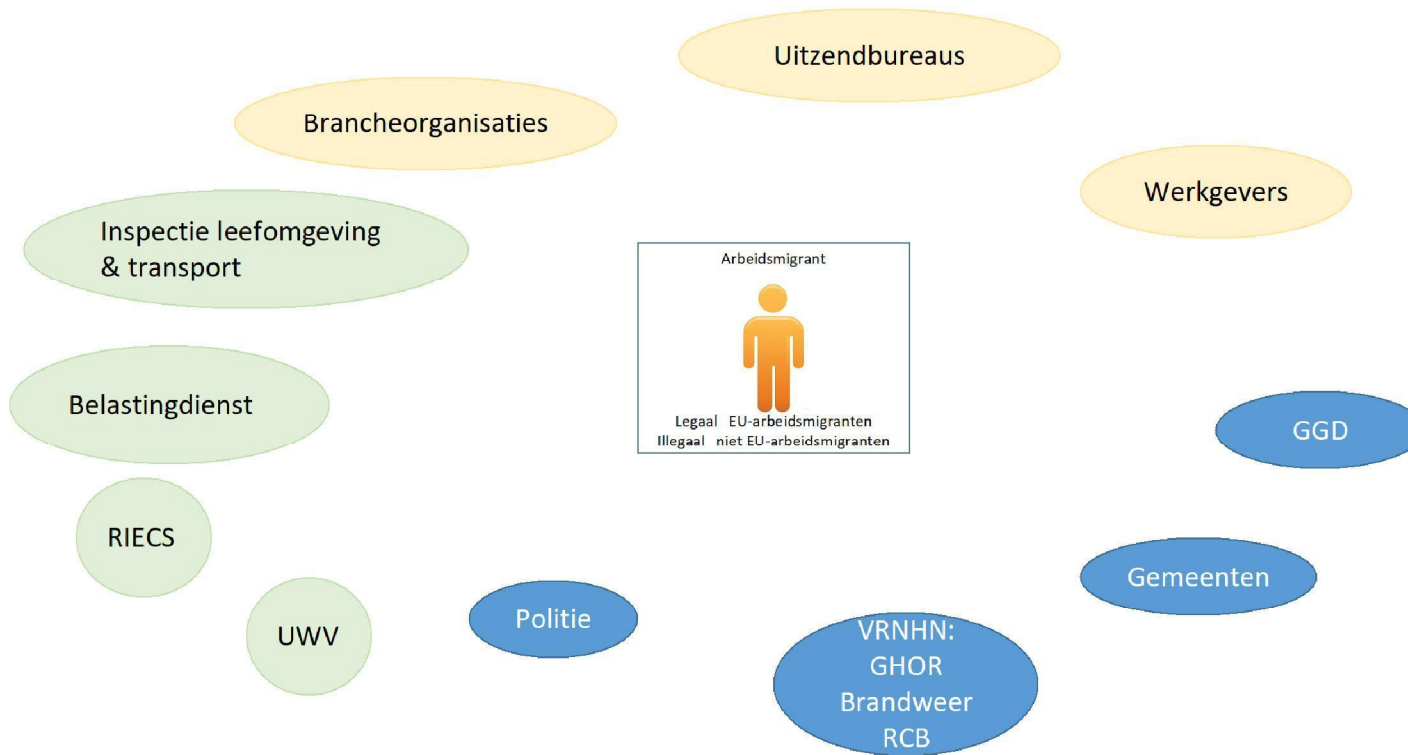 Uitzendbureaus
Brancheorganisaties
Werkgevers
Inspectie leefomgeving
& transport
Arbeidsmigrant
Legaal EU-arbeidsmigranten
Illegaal niet EU-arbeidsmigranten
Belastingdienst
GGD
RIECS
Gemeenten
UWV
Politie
VRNHN:
GHOR
Brandweer
RCB